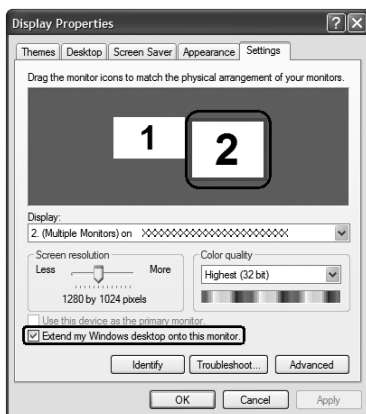 Display Properties
Themes Desktop Screen Saver Appearance Settings
Drag the monitor icons to match the physical arrangement of your monitors.
1 2
Display:
2. (Multiple Monitors) on XXXXXXXXXXXXXXXXXXXXXX
Screen resolution Color quality
Less More Highest (32 bit)
1280 by 1024 pixels
Use this device as the primary monitor.
Extend my Windows desktop onto this monitor.
Identify Troubleshoot... Advanced
OK Cancel Apply